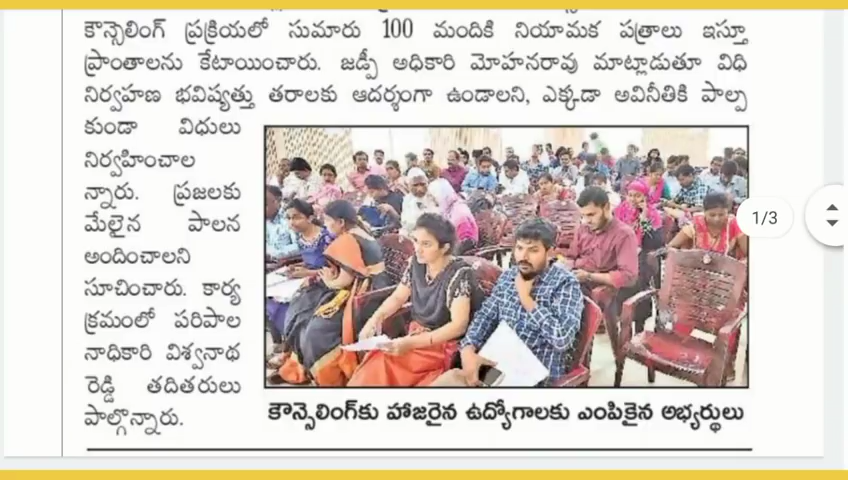 కౌన్సెలింగ్ ప్రక్రియలో సుమారు 100 మందికి నియామక పత్రాలు ఇస్తూ
ప్రాంతాలను కేటాయించారు. జడ్పీ అధికారి మోహనరావు మాట్లాడుతూ విధి
నిర్వహణ భవిష్యత్తు తరాలకు ఆదర్శంగా ఉండాలని, ఎక్కడా అవినీతికి పాల్ప
కుండా విధులు
నిర్వహించాల
న్నారు. ప్రజలకు
మేలైన పాలన
అందించాలని
సూచించారు. కార్య
క్రమంలో పరిపాల
నాధికారి విశ్వనాథ
రెడ్డి తదితరులు
పాల్గొన్నారు.
1/3
కౌన్సెలింగ్‌కు హాజరైన ఉద్యోగాలకు ఎంపికైన అభ్యర్థులు